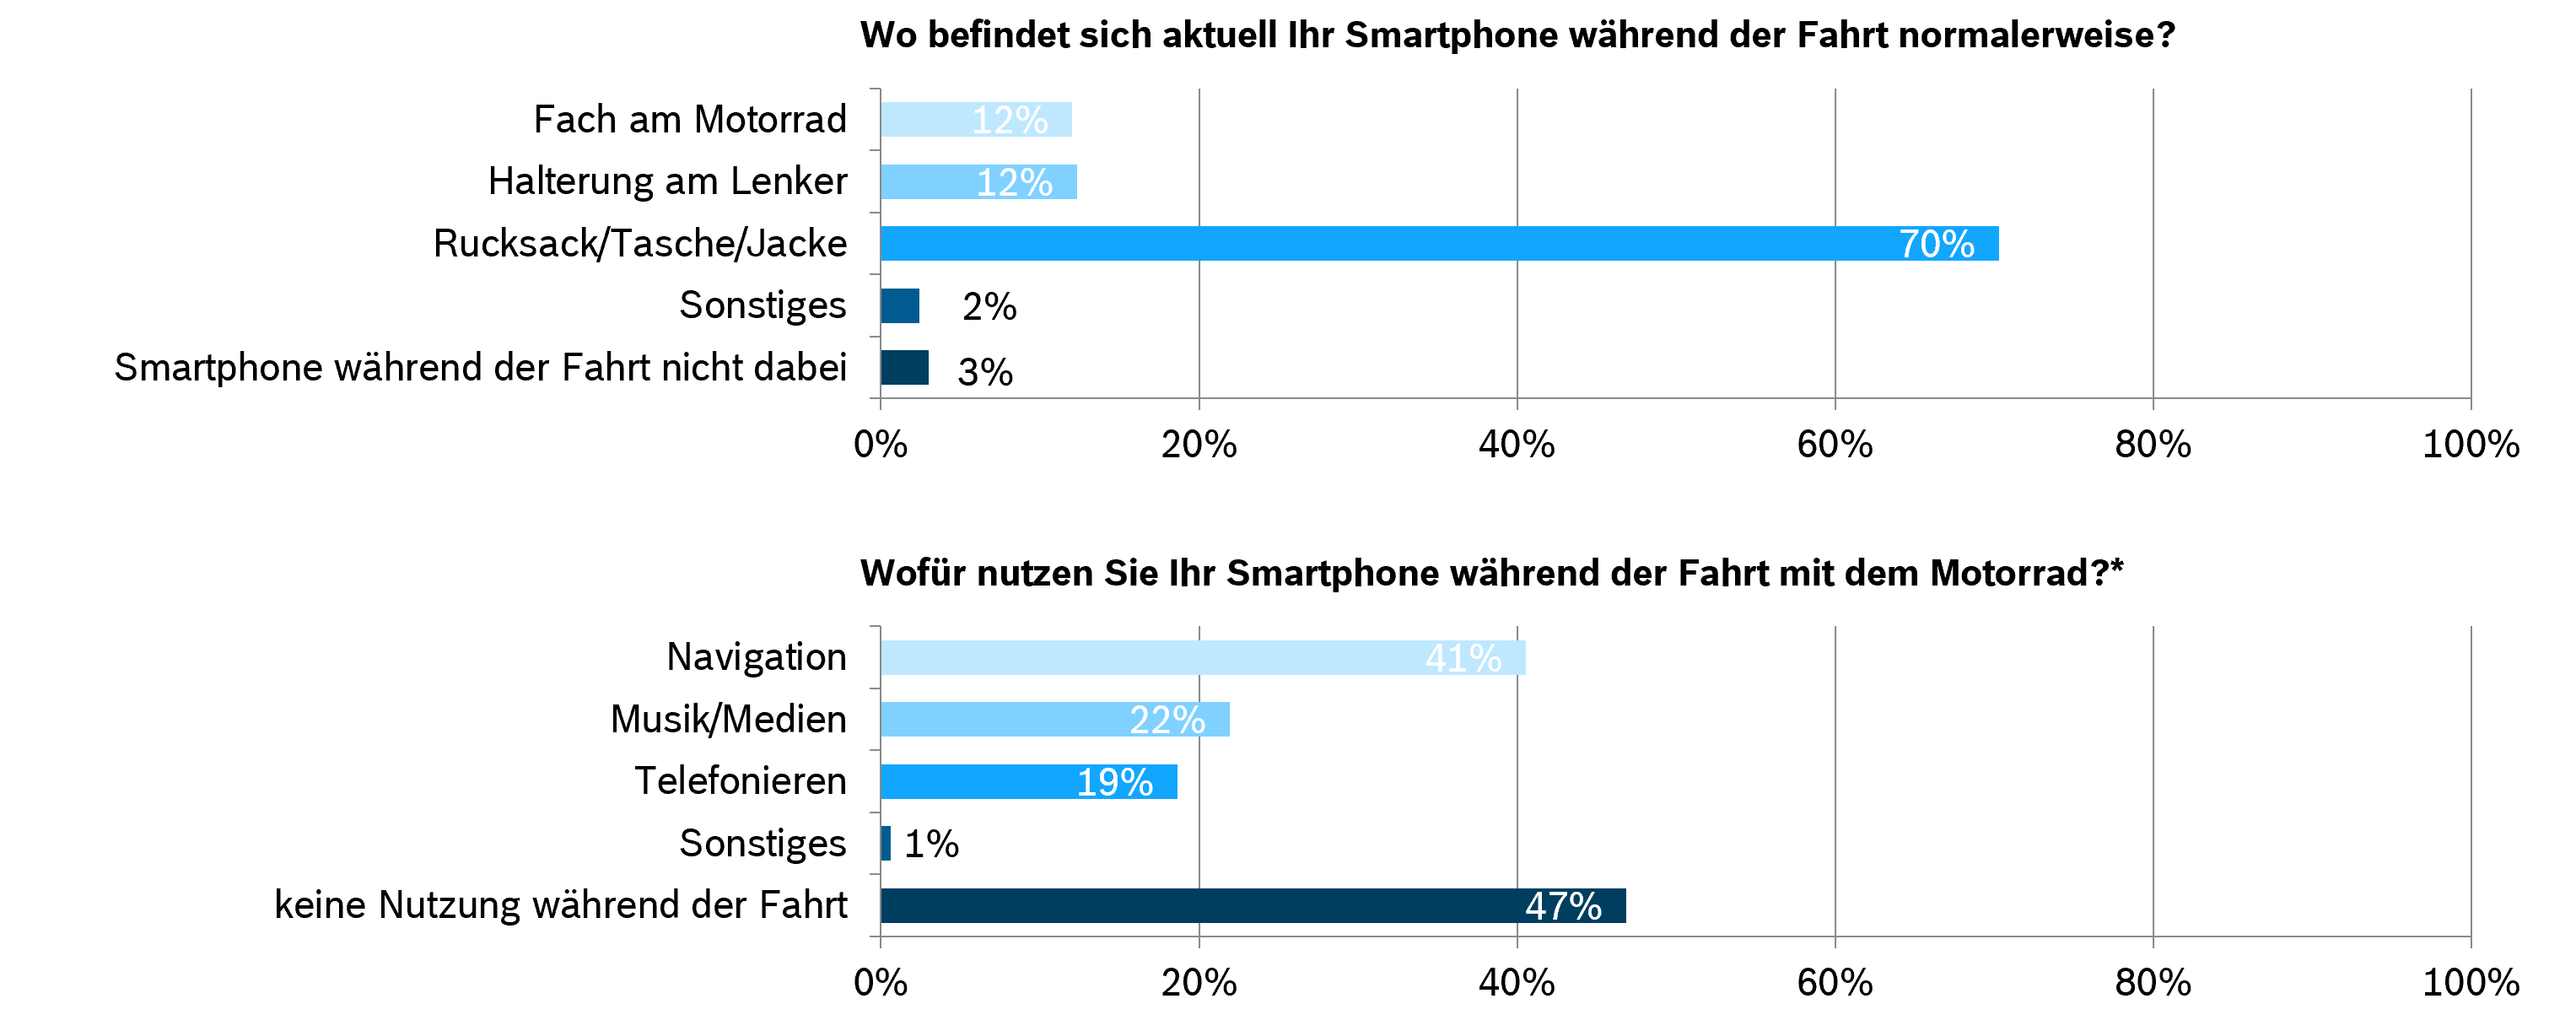 Wo befindet sich aktuell Ihr Smartphone während der Fahrt normalerweise?
Fach am Motorrad 12%
Halterung am Lenker 12%
Rucksack/Tasche/Jacke 70%
Sonstiges 2%
Smartphone während der Fahrt nicht dabei 3%
0% 20% 40% 60% 80% 100%
Wofür nutzen Sie Ihr Smartphone während der Fahrt mit dem Motorrad?*
Navigation 41%
Musik/Medien 22%
Telefonieren 19%
Sonstiges 1%
keine Nutzung während der Fahrt 47%
0% 20% 40% 60% 80% 100%